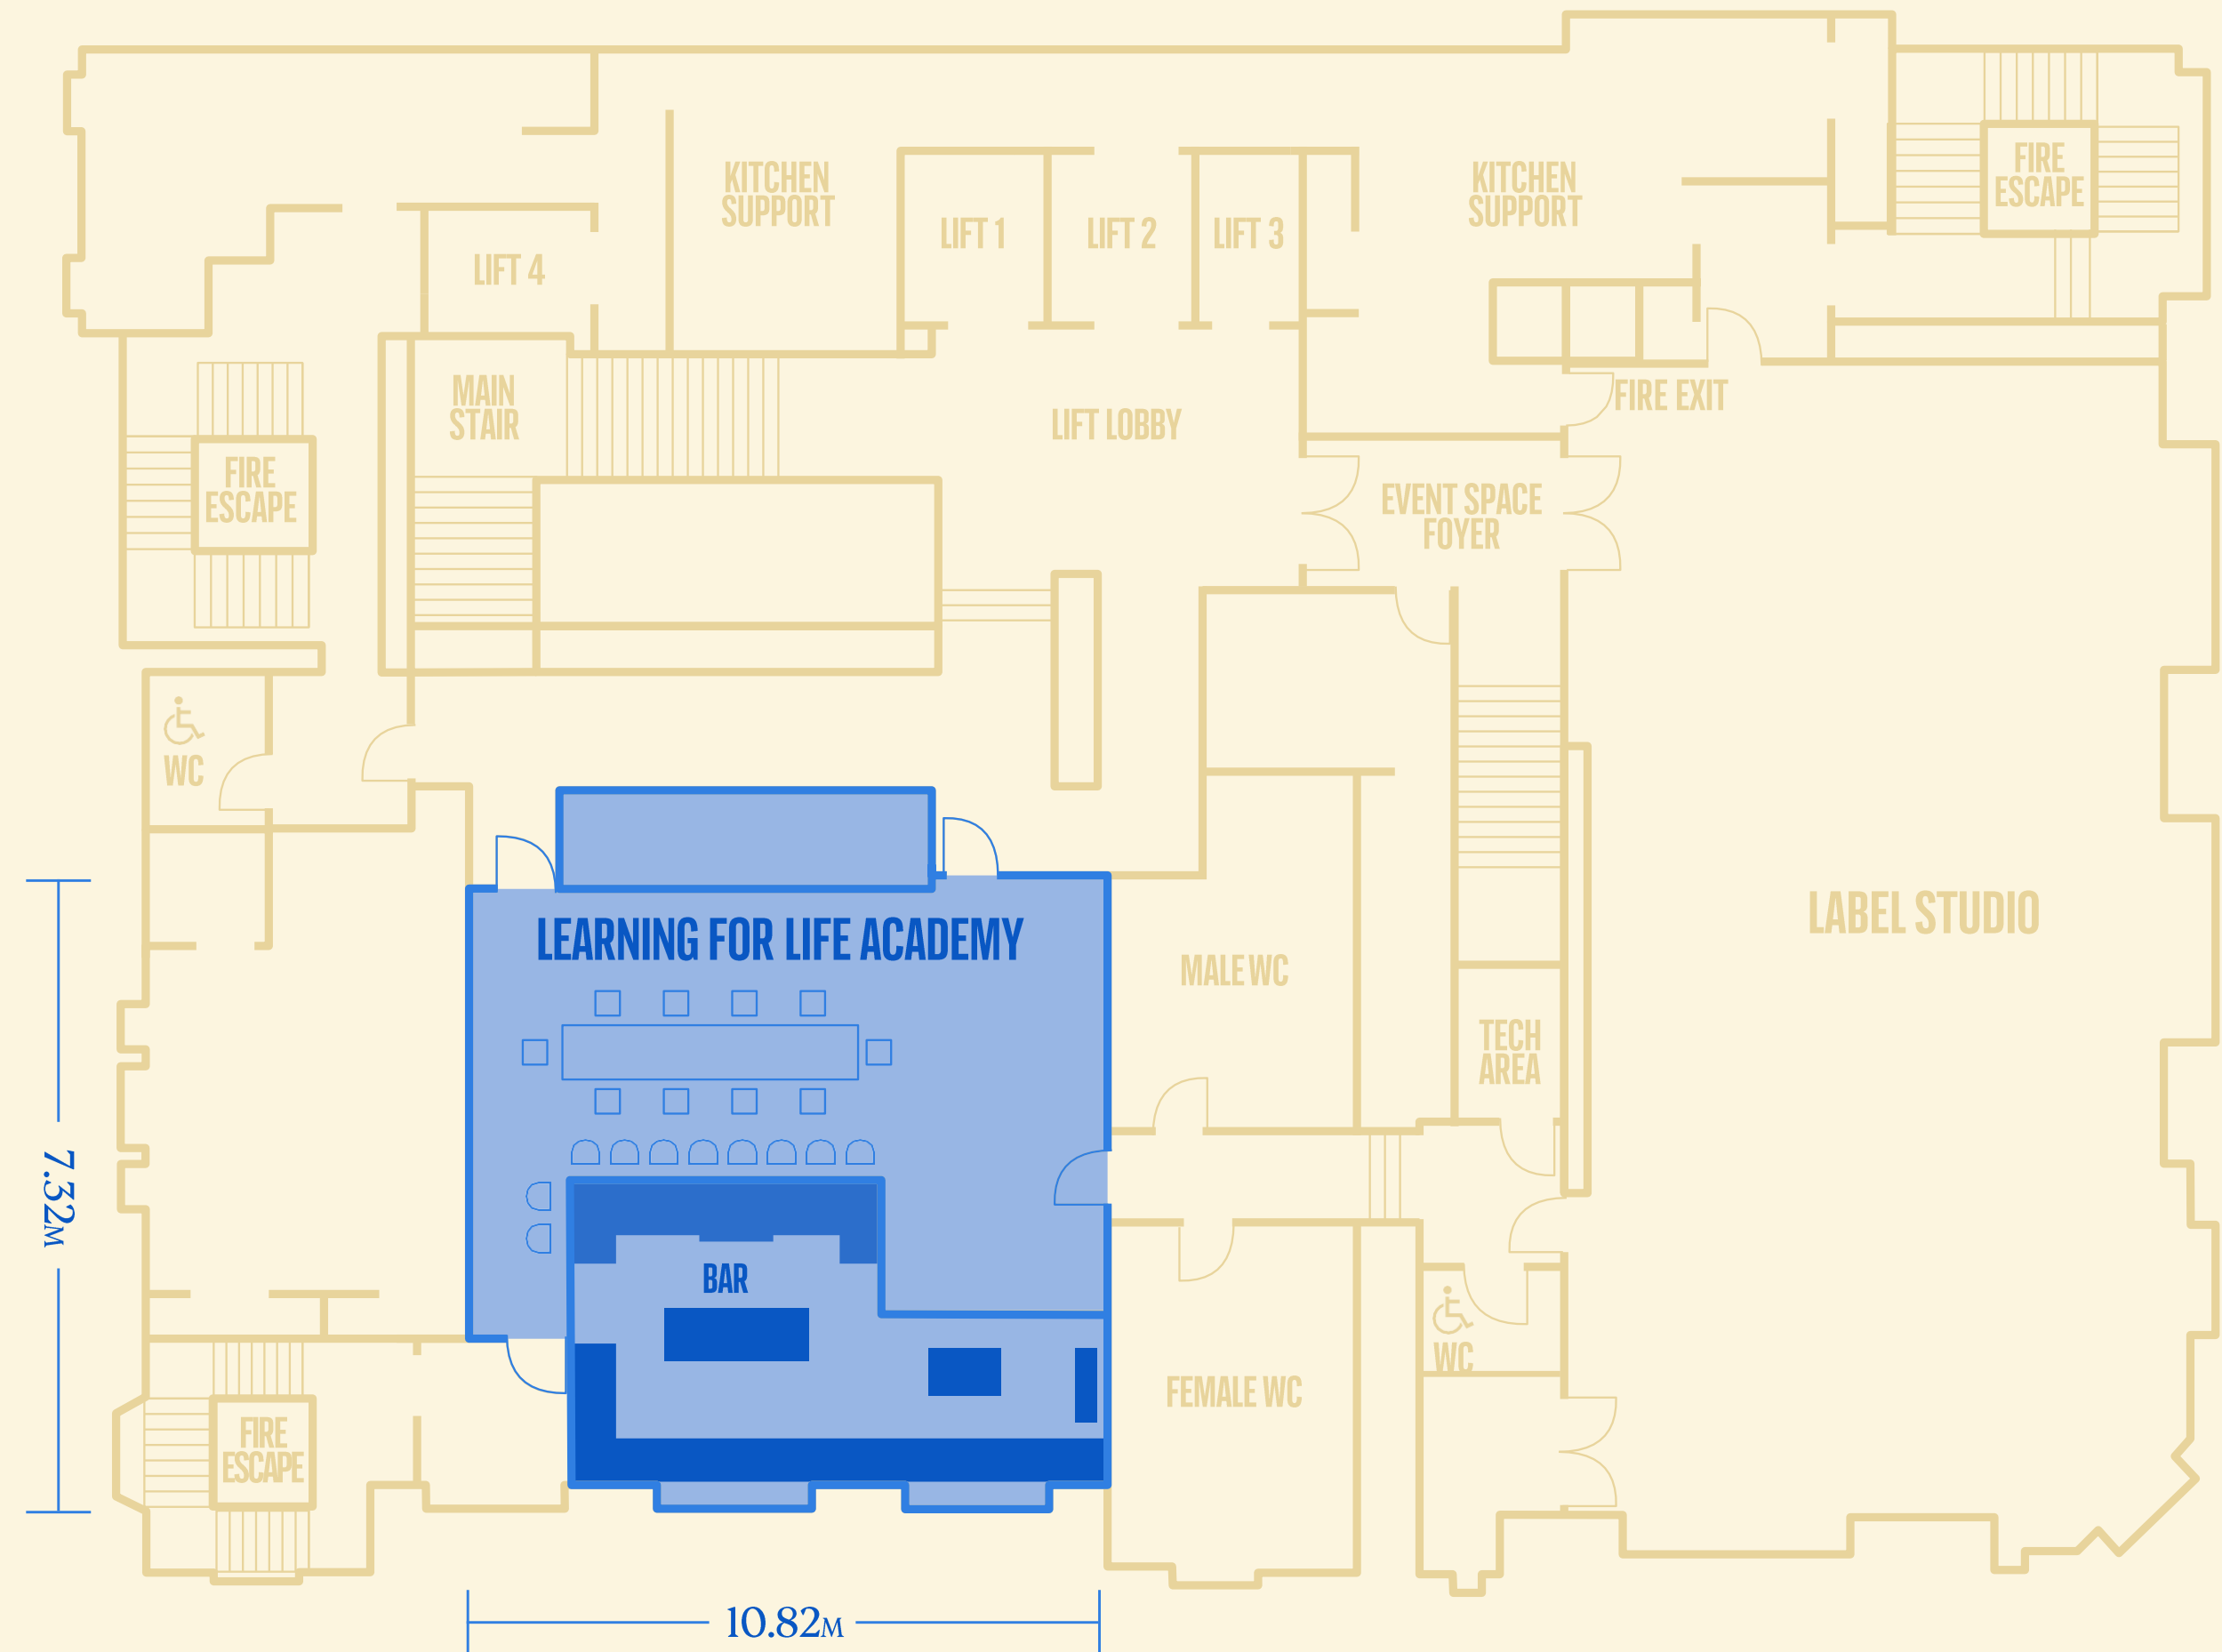 KITCHEN
SUPPORT
KITCHEN
SUPPORT
FIRE
ESCAPE
LIFT 1
LIFT 2
LIFT 3
LIFT 4
MAIN
STAIR
LIFT LOBBY
FIRE EXIT
FIRE
ESCAPE
EVENT SPACE
FOYER
WC
LEARNING FOR LIFE ACADEMY
LABEL STUDIO
MALE WC
TECH
AREA
7.32M
BAR
WC
FEMALE WC
FIRE
ESCAPE
10.82M